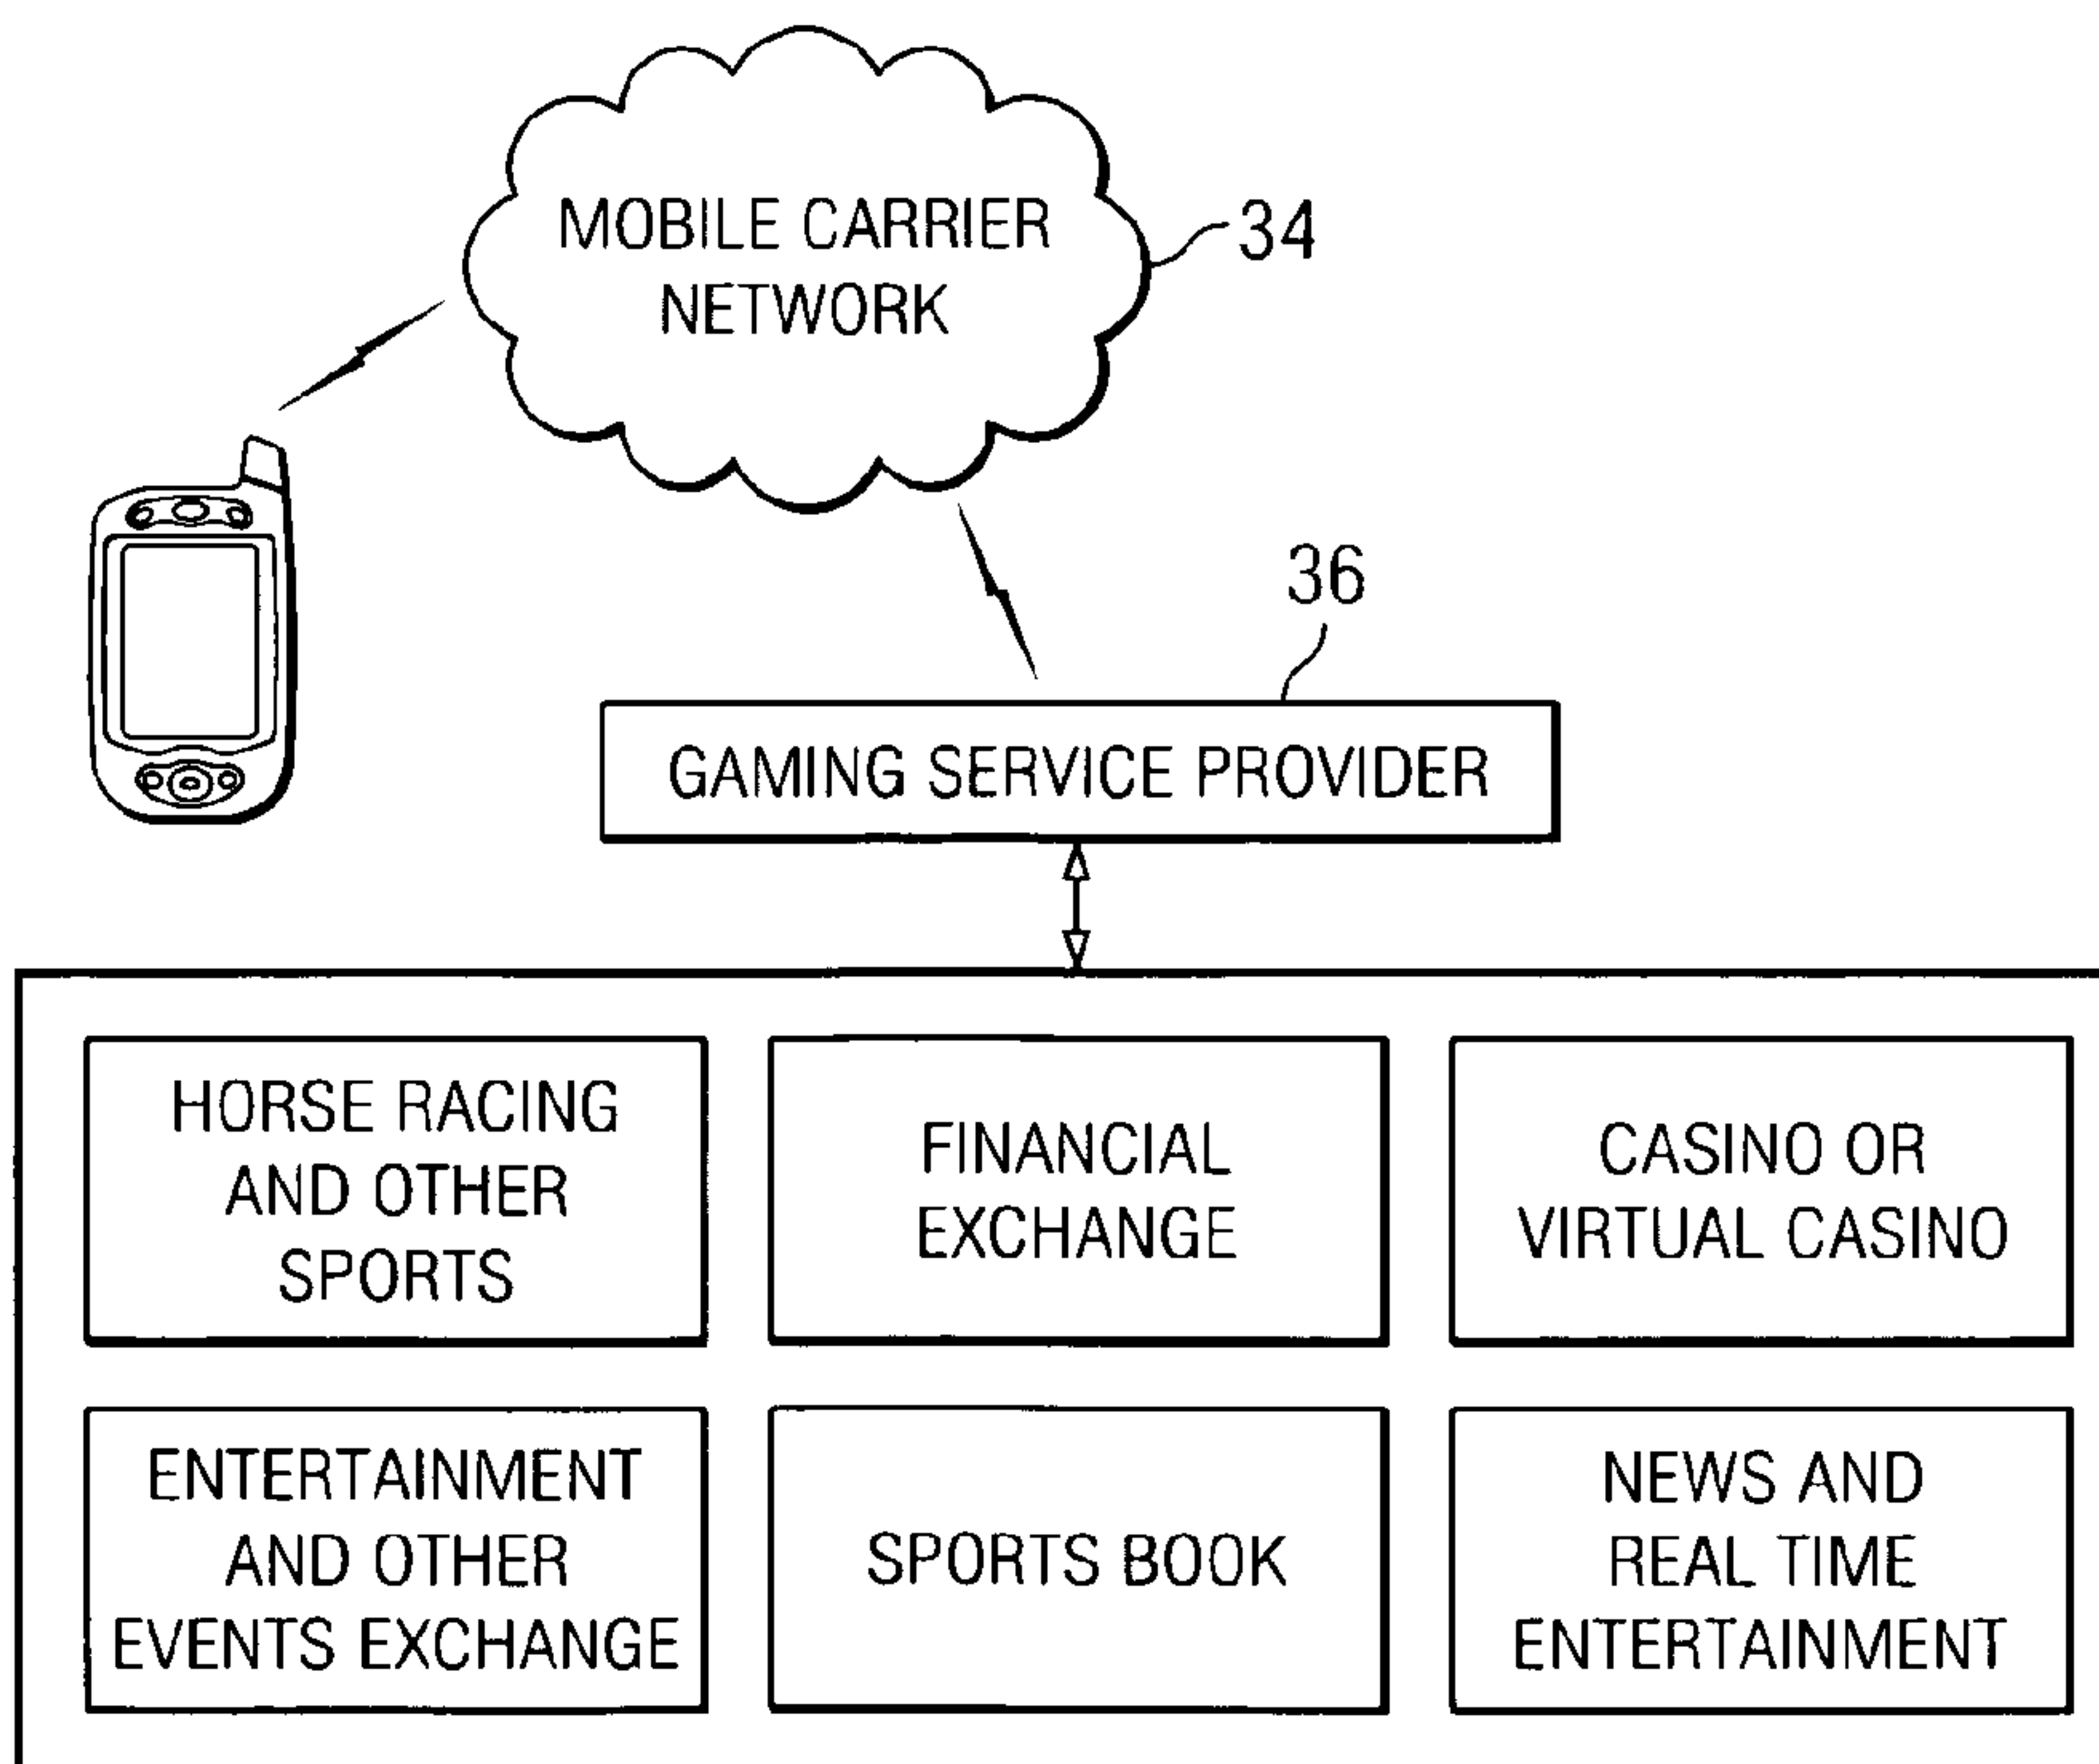 MOBILE CARRIER
NETWORK
34
36
GAMING SERVICE PROVIDER
HORSE RACING
AND OTHER
SPORTS
FINANCIAL
EXCHANGE
CASINO OR
VIRTUAL CASINO
ENTERTAINMENT
AND OTHER
EVENTS EXCHANGE
SPORTS BOOK
NEWS AND
REAL TIME
ENTERTAINMENT